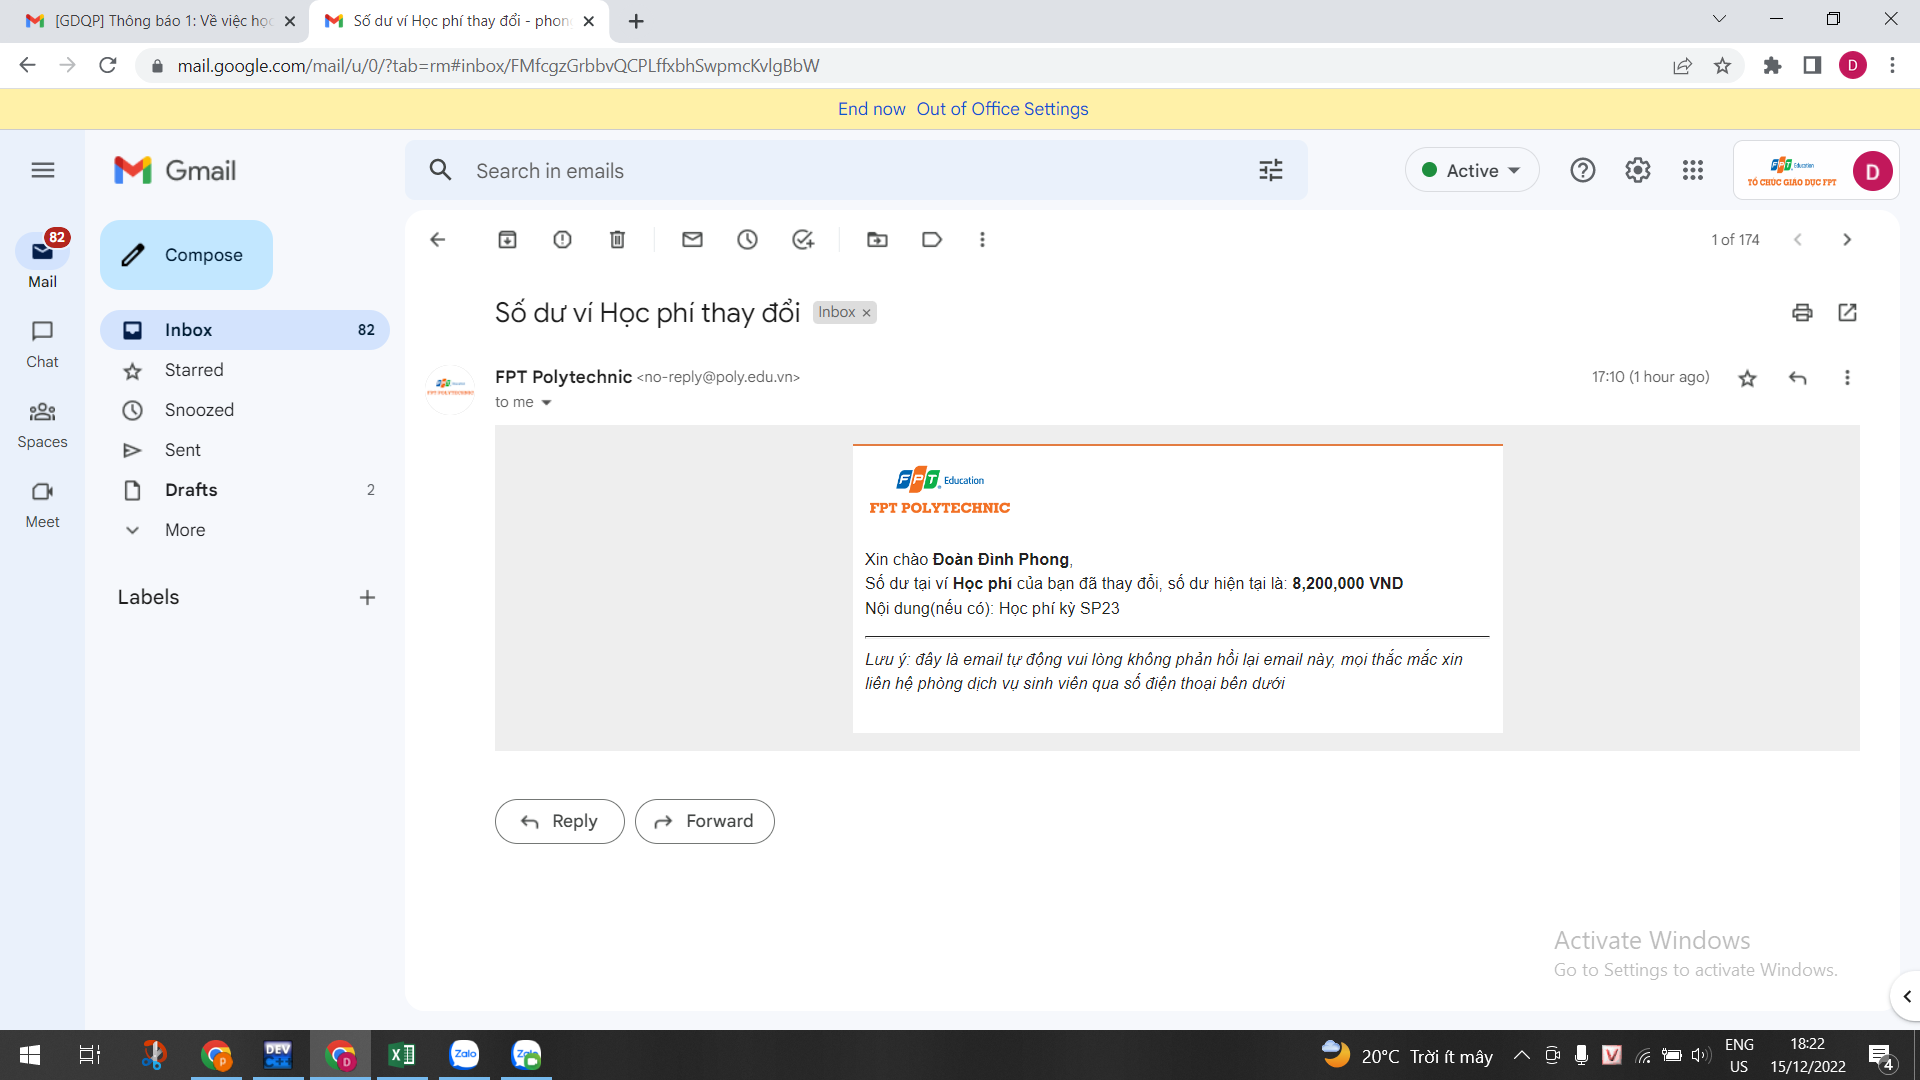 [GDQP] Thông báo 1: Về việc học
Số dư ví Học phí thay đổi - phon
mail.google.com/mail/u/0/?tab=rm#inbox/FMfcgzGrbbvQCPLffxbhSwpmcKvlgBbW
D
End now Out of Office Settings
Gmail
Search in emails
Active
FPT Education
TỔ CHỨC GIÁO DỤC FPT
D
82
Mail
Compose
1 of 174
Inbox 82
Chat
Starred
Snoozed
Spaces
Sent
Drafts 2
Meet
More
Labels
Số dư ví Học phí thay đổi Inbox ×
FPT Polytechnic <no-reply@poly.edu.vn>
17:10 (1 hour ago)
to me
FPT Education
FPT POLYTECHNIC
Xin chào Đoàn Đình Phong,
Số dư tại ví Học phí của bạn đã thay đổi, số dư hiện tại là: 8,200,000 VND
Nội dung(nếu có): Học phí kỳ SP23
Lưu ý: đây là email tự động vui lòng không phản hồi lại email này, mọi thắc mắc xin
liên hệ phòng dịch vụ sinh viên qua số điện thoại bên dưới
Reply
Forward
Activate Windows
Go to Settings to activate Windows.
P
DEV
C++
D
X
Zalo
Zalo
20°C Trời ít mây
V
ENG
US
18:22
15/12/2022
4